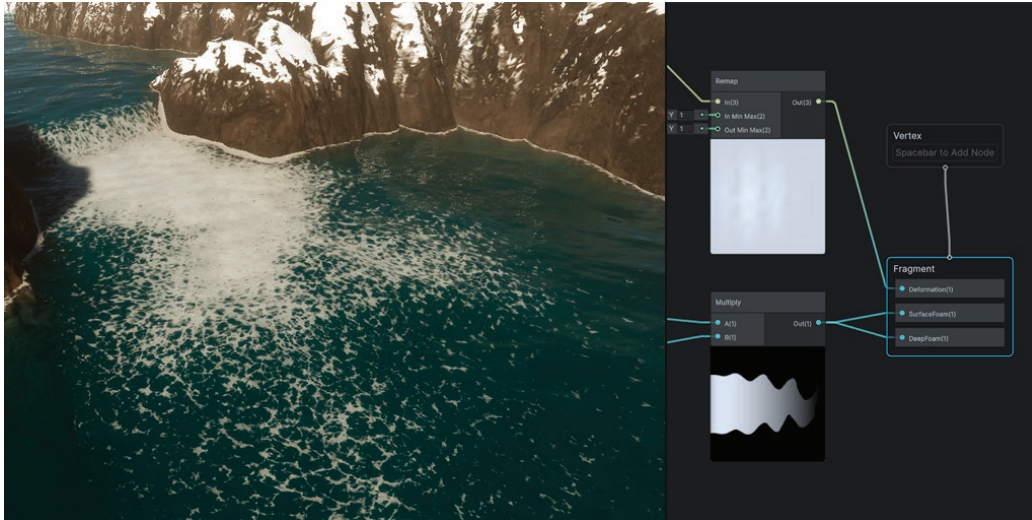 Remap
In(3)
Out(3)
Y 1
In Min Max(2)
Y 1
Out Min Max(2)
Vertex
Spacebar to Add Node
Fragment
Deformation(1)
SurfaceFoam(1)
DeepFoam(1)
Multiply
A(1)
Out(1)
B(1)